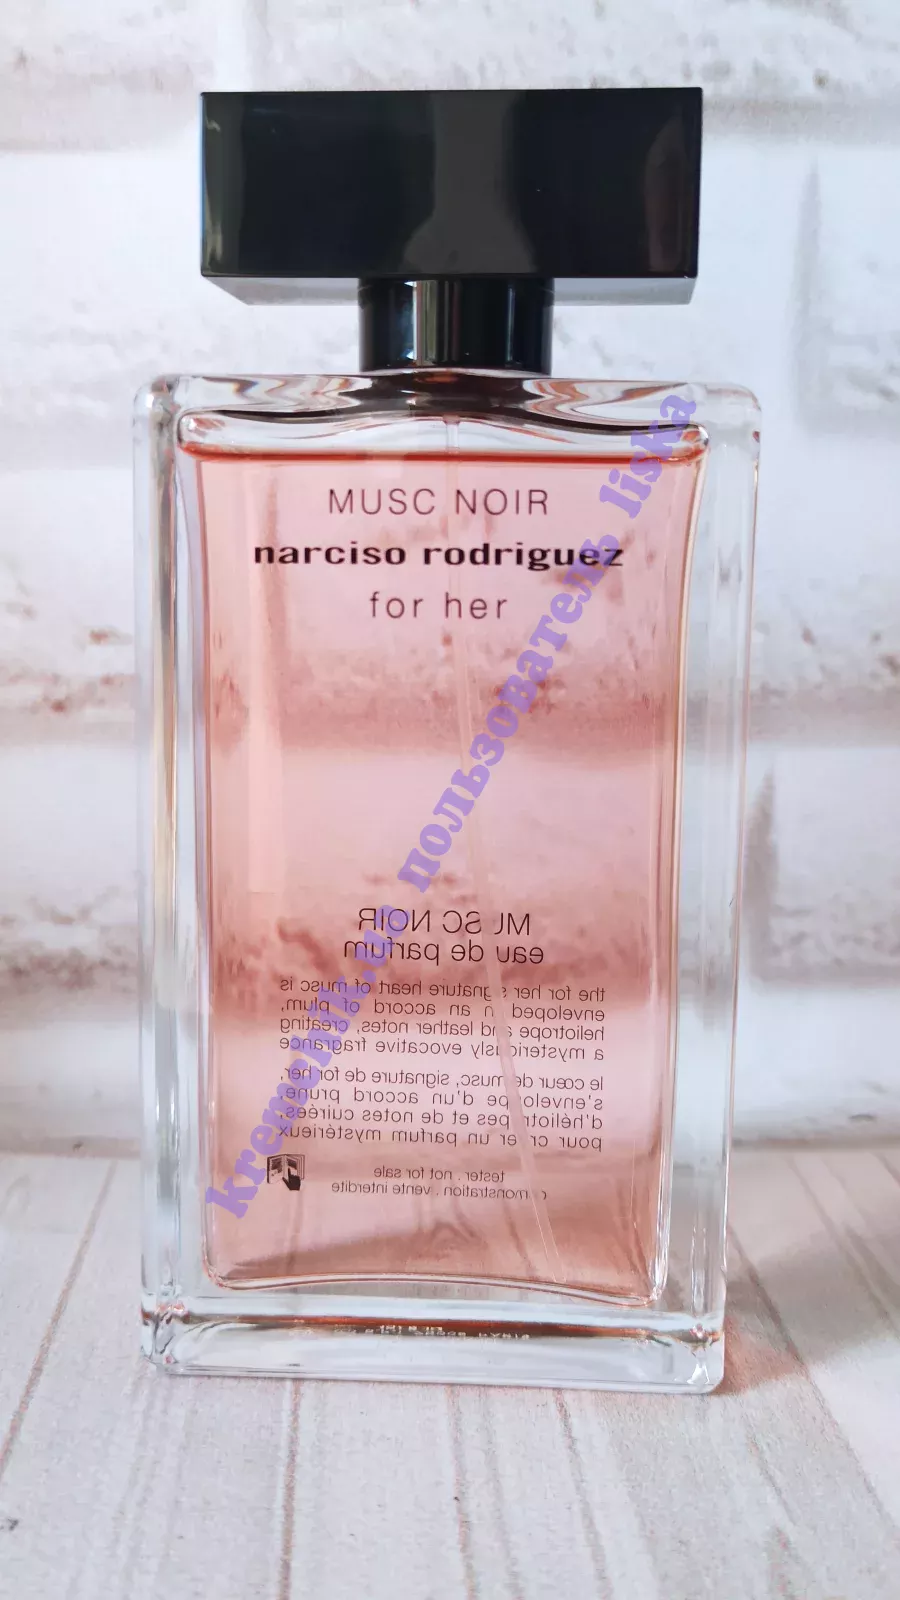 MUSC NOIR
narciso rodriguez
for her
kremchik.ua пользователь liska
MUSC NOIR
eau de parfum
the for her signature heart of musc is
enveloped in an accord of plum,
heliotrope and leather notes, creating
a mysteriously evocative fragrance
le cœur de musc, signature de for her,
s'enveloppe d'un accord prune,
d'héliotropes et de notes cuirées,
pour créer un parfum mystérieux
tester . not for sale
démonstration . vente interdite